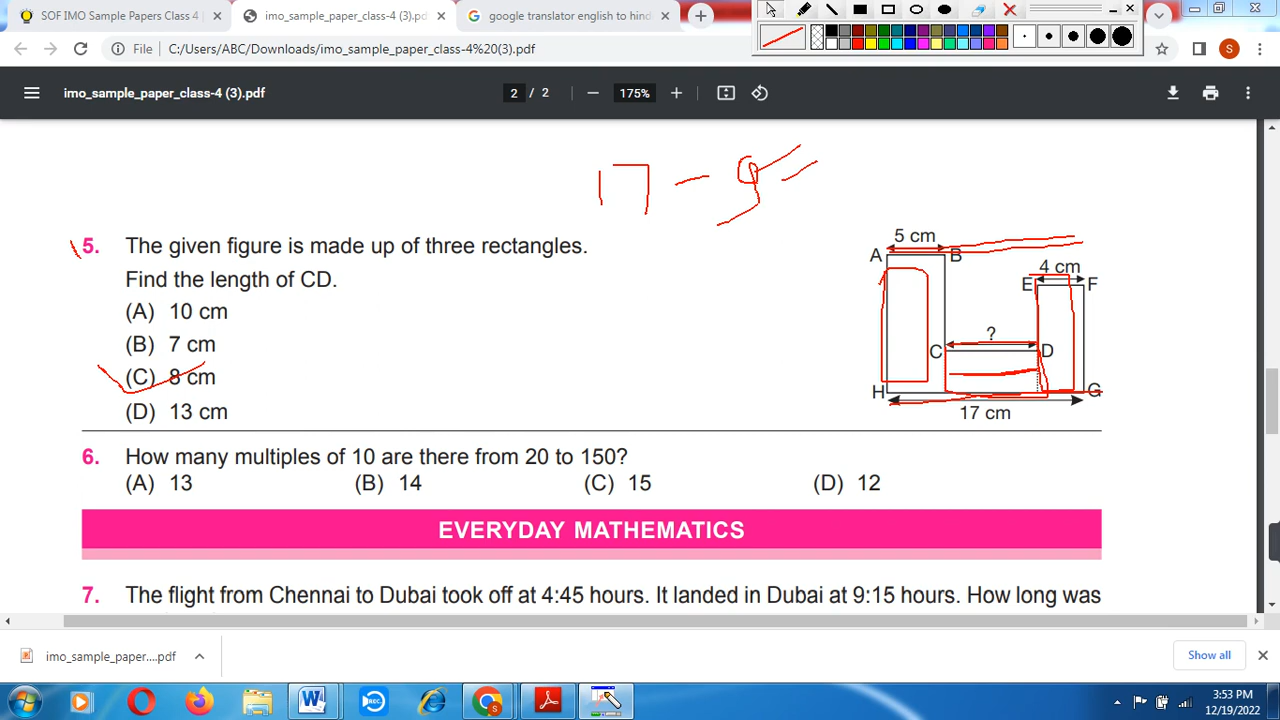 SOF IMO Sample Papers Class 4
imo_sample_paper_class-4 (3).pdf
google translator english to hind
File C:/Users/ABC/Downloads/imo_sample_paper_class-4%20(3).pdf
S
imo_sample_paper_class-4 (3).pdf
2 / 2
175%
17 - 9 =
5. The given figure is made up of three rectangles.
Find the length of CD.
(A) 10 cm
(B) 7 cm
(C) 8 cm
(D) 13 cm
5 cm
A B
4 cm
E F
?
C D
H G
17 cm
6. How many multiples of 10 are there from 20 to 150?
(A) 13 (B) 14 (C) 15 (D) 12
EVERYDAY MATHEMATICS
7. The flight from Chennai to Dubai took off at 4:45 hours. It landed in Dubai at 9:15 hours. How long was
imo_sample_paper....pdf
Show all
W
REC
S
3:53 PM
12/19/2022